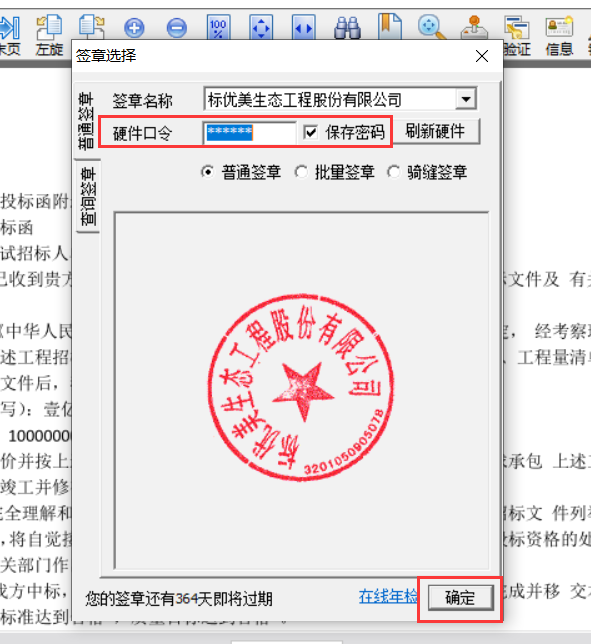 末页 左旋 验证 信息
签章选择
普通签章
查询签章
签章名称 标优美生态工程股份有限公司
硬件口令 ****** 保存密码 刷新硬件
普通签章 批量签章 骑缝签章
标优美生态工程股份有限公司
3201050905078
您的签章还有364天即将过期 在线年检 确定
投标函附
标函
试招标人
已收到贵方 标文件及 有关
《中华人民 经考察现
述工程招 、工程量清单
文件后,
写): 壹亿
10000000
价并按上 承包 上述工
竣工并修
完全理解和 招标文 件列
,将自觉接 投标资格的处
关部门作
我方中标, 完成并移 交
标准达到合格